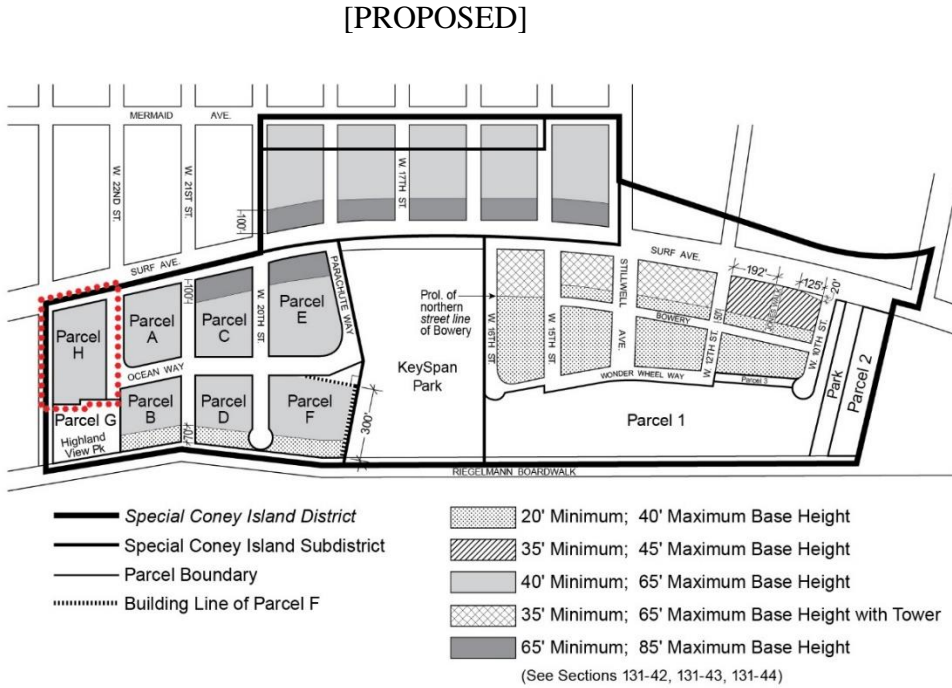 [PROPOSED]
MERMAID AVE.
W. 22ND ST.
W. 21ST ST.
W. 17TH ST.
100'
SURF AVE.
SURF AVE.
PARACHUTE WAY
W. 20TH ST.
100'
Parcel H
Parcel A
Parcel C
Parcel E
OCEAN WAY
Parcel G
Highland View Pk
Parcel B
Parcel D
Parcel F
70'
300'
KeySpan Park
Prol. of northern street line of Bowery
W. 16TH ST.
W. 15TH ST.
STILLWELL AVE.
BOWERY
50'
W. 12TH ST.
192'
JONES WALK
125'
20'
W. 10TH ST.
WONDER WHEEL WAY
Parcel 3
Parcel 1
Park
Parcel 2
RIEGELMANN BOARDWALK
Special Coney Island District
Special Coney Island Subdistrict
Parcel Boundary
Building Line of Parcel F
20' Minimum; 40' Maximum Base Height
35' Minimum; 45' Maximum Base Height
40' Minimum; 65' Maximum Base Height
35' Minimum; 65' Maximum Base Height with Tower
65' Minimum; 85' Maximum Base Height
(See Sections 131-42, 131-43, 131-44)